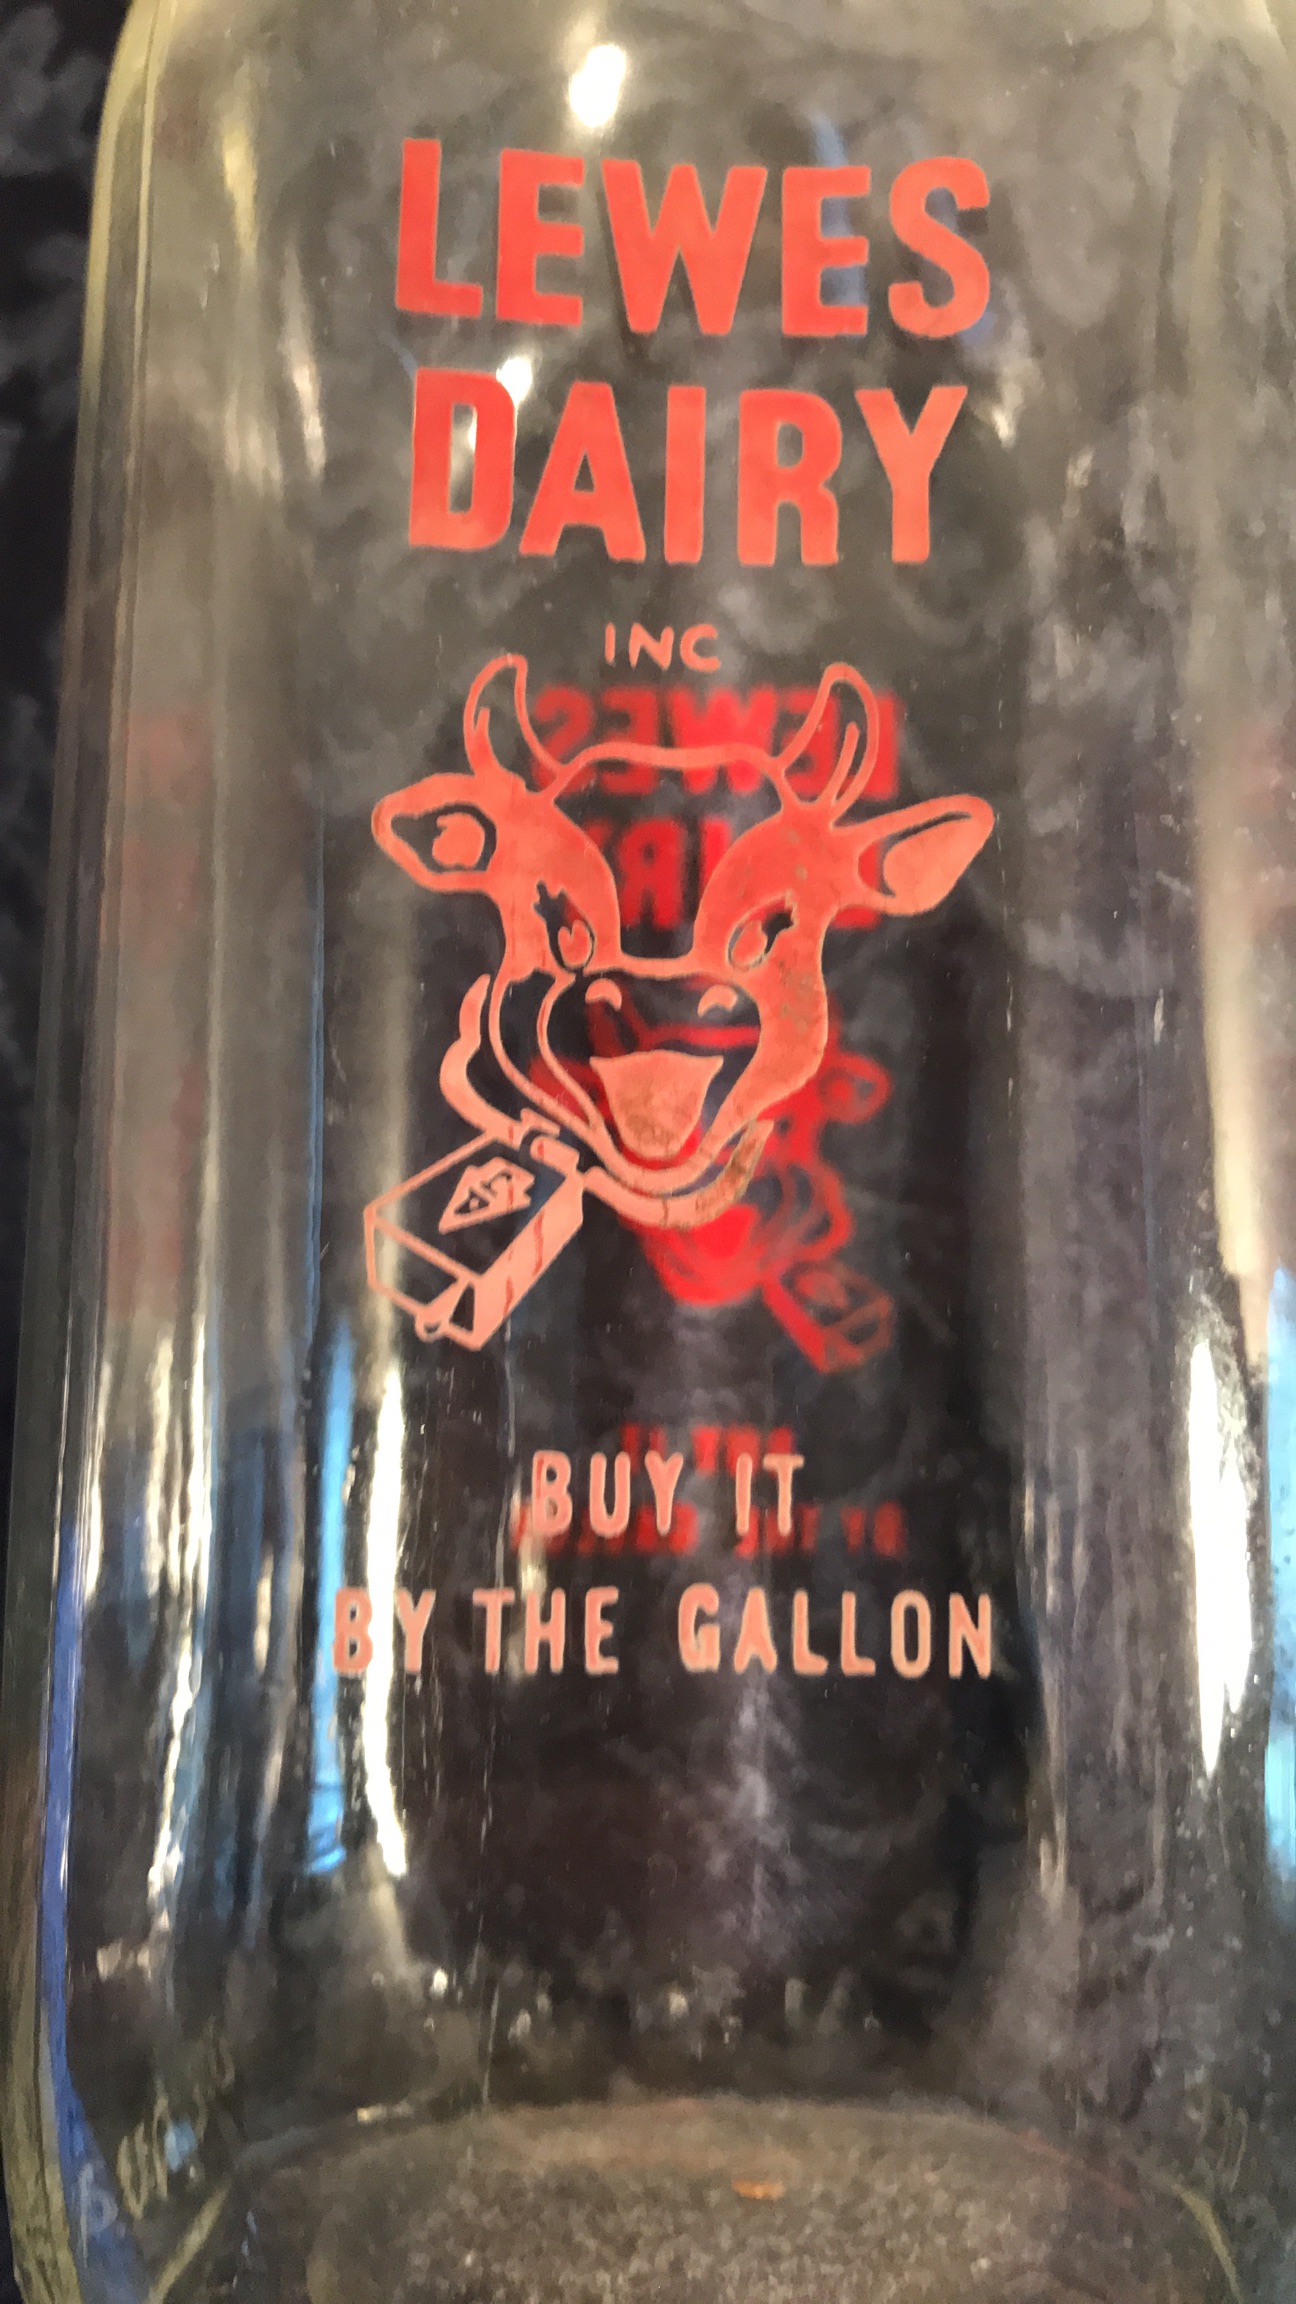 LEWES
DAIRY
INC
BUY IT
BY THE GALLON